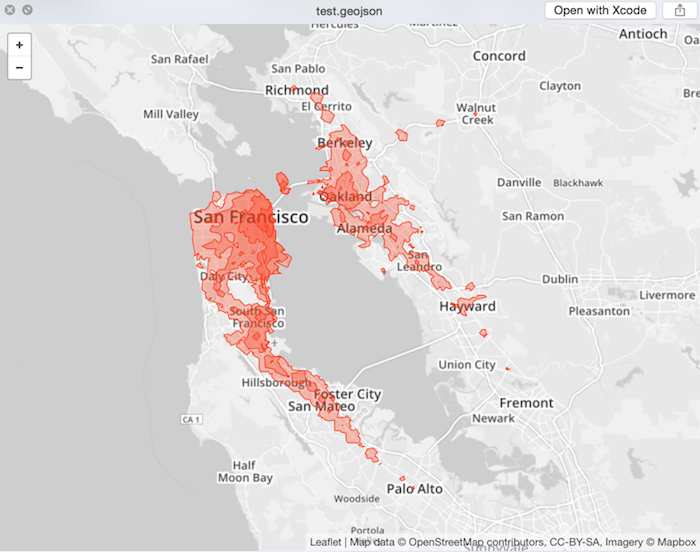 test.geojson
Open with Xcode
+
−
Hercules
Antioch
Oa
San Rafael
Concord
San Pablo
Richmond
Clayton
Bre
El Cerrito
Mill Valley
Walnut
Creek
Berkeley
Danville
Blackhawk
Oakland
San Francisco
San Ramon
Alameda
San
Leandro
Daly City
Dublin
Livermore
South San
Francisco
Hayward
Pleasanton
Union City
Hillsborough
Foster City
San Mateo
Fremont
Newark
CA 1
Half
Moon Bay
Palo Alto
Woodside
Portola
Leaflet | Map data © OpenStreetMap contributors, CC-BY-SA, Imagery © Mapbox